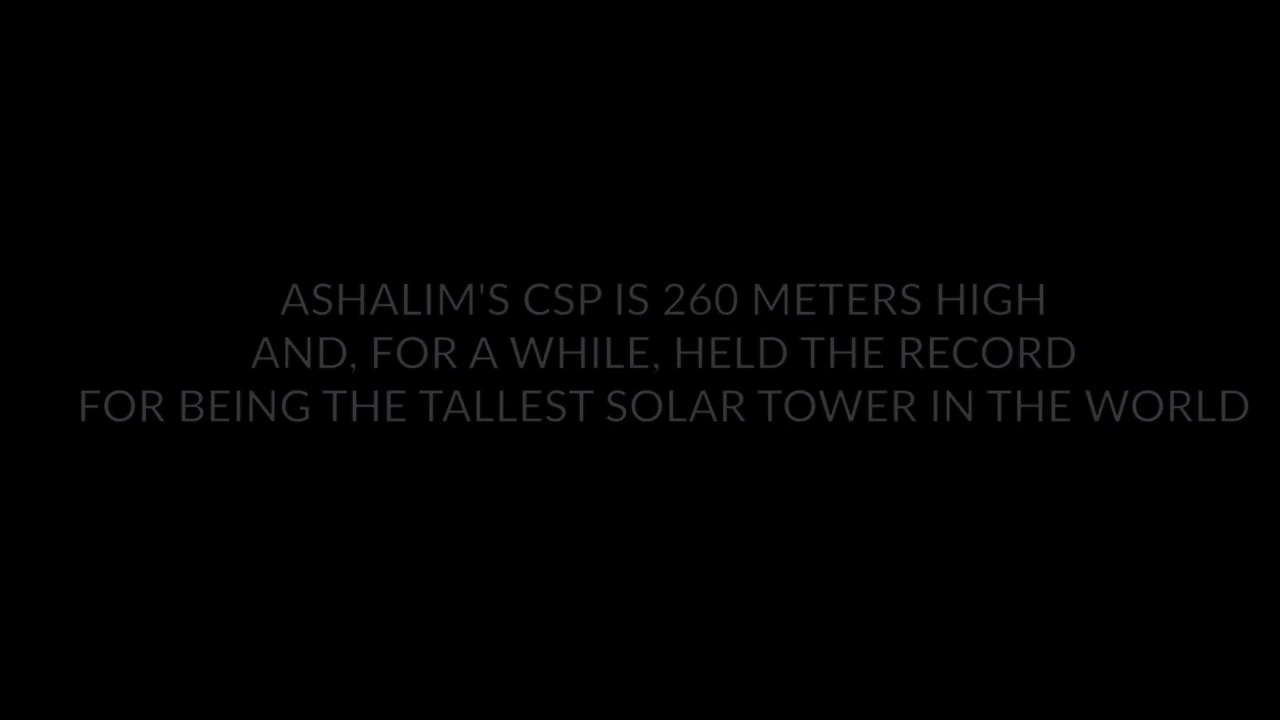 ASHALIM'S CSP IS 260 METERS HIGH
AND, FOR A WHILE, HELD THE RECORD
FOR BEING THE TALLEST SOLAR TOWER IN THE WORLD